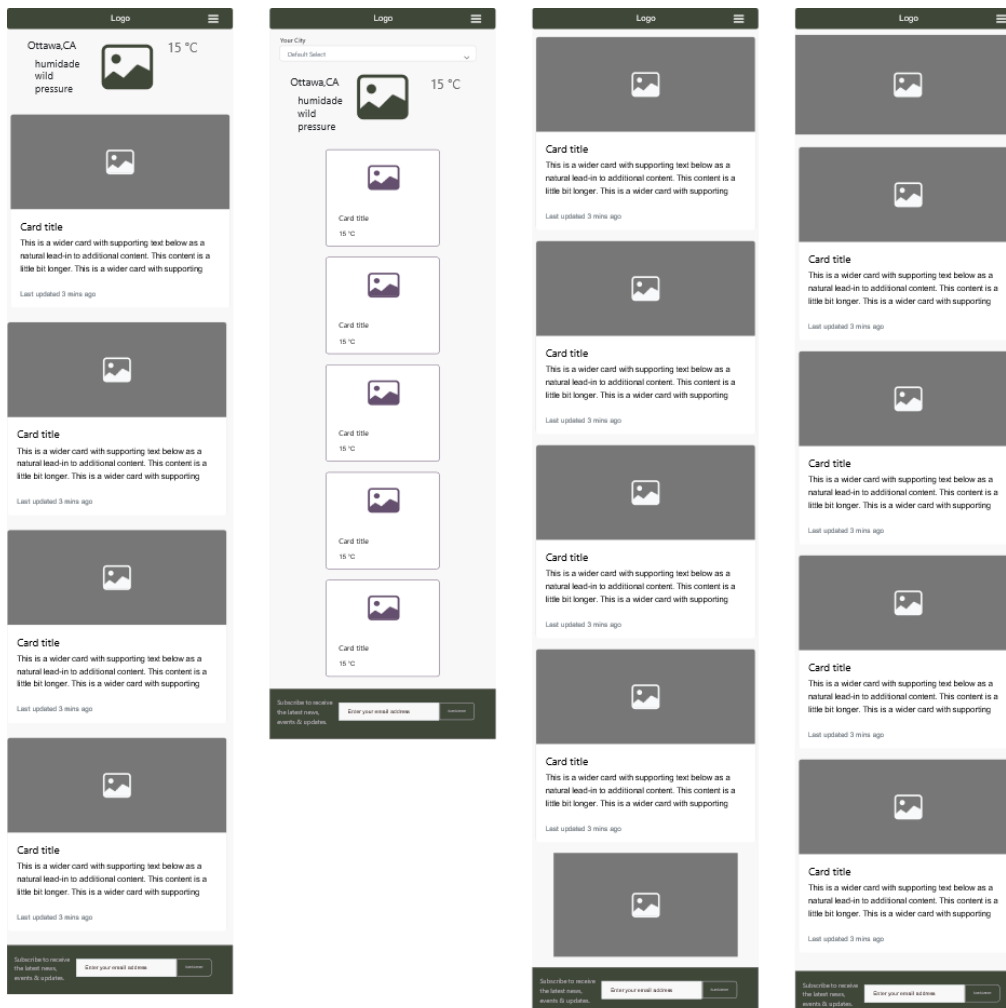 Logo
Ottawa,CA
15 °C
humidade
wild
pressure
Card title
This is a wider card with supporting text below as a
natural lead-in to additional content. This content is a
little bit longer. This is a wider card with supporting
Last updated 3 mins ago
Card title
This is a wider card with supporting text below as a
natural lead-in to additional content. This content is a
little bit longer. This is a wider card with supporting
Last updated 3 mins ago
Card title
This is a wider card with supporting text below as a
natural lead-in to additional content. This content is a
little bit longer. This is a wider card with supporting
Last updated 3 mins ago
Card title
This is a wider card with supporting text below as a
natural lead-in to additional content. This content is a
little bit longer. This is a wider card with supporting
Last updated 3 mins ago
Subscribe to receive
the latest news,
events & updates.
Enter your email address
Logo
Your City
Default Select
Ottawa,CA
15 °C
humidade
wild
pressure
Card title
15 °C
Card title
15 °C
Card title
15 °C
Card title
15 °C
Card title
15 °C
Subscribe to receive
the latest news,
events & updates.
Enter your email address
Logo
Card title
This is a wider card with supporting text below as a
natural lead-in to additional content. This content is a
little bit longer. This is a wider card with supporting
Last updated 3 mins ago
Card title
This is a wider card with supporting text below as a
natural lead-in to additional content. This content is a
little bit longer. This is a wider card with supporting
Last updated 3 mins ago
Card title
This is a wider card with supporting text below as a
natural lead-in to additional content. This content is a
little bit longer. This is a wider card with supporting
Last updated 3 mins ago
Card title
This is a wider card with supporting text below as a
natural lead-in to additional content. This content is a
little bit longer. This is a wider card with supporting
Last updated 3 mins ago
Subscribe to receive
the latest news,
events & updates.
Enter your email address
Logo
Card title
This is a wider card with supporting text below as a
natural lead-in to additional content. This content is a
little bit longer. This is a wider card with supporting
Last updated 3 mins ago
Card title
This is a wider card with supporting text below as a
natural lead-in to additional content. This content is a
little bit longer. This is a wider card with supporting
Last updated 3 mins ago
Card title
This is a wider card with supporting text below as a
natural lead-in to additional content. This content is a
little bit longer. This is a wider card with supporting
Last updated 3 mins ago
Card title
This is a wider card with supporting text below as a
natural lead-in to additional content. This content is a
little bit longer. This is a wider card with supporting
Last updated 3 mins ago
Subscribe to receive
the latest news,
events & updates.
Enter your email address